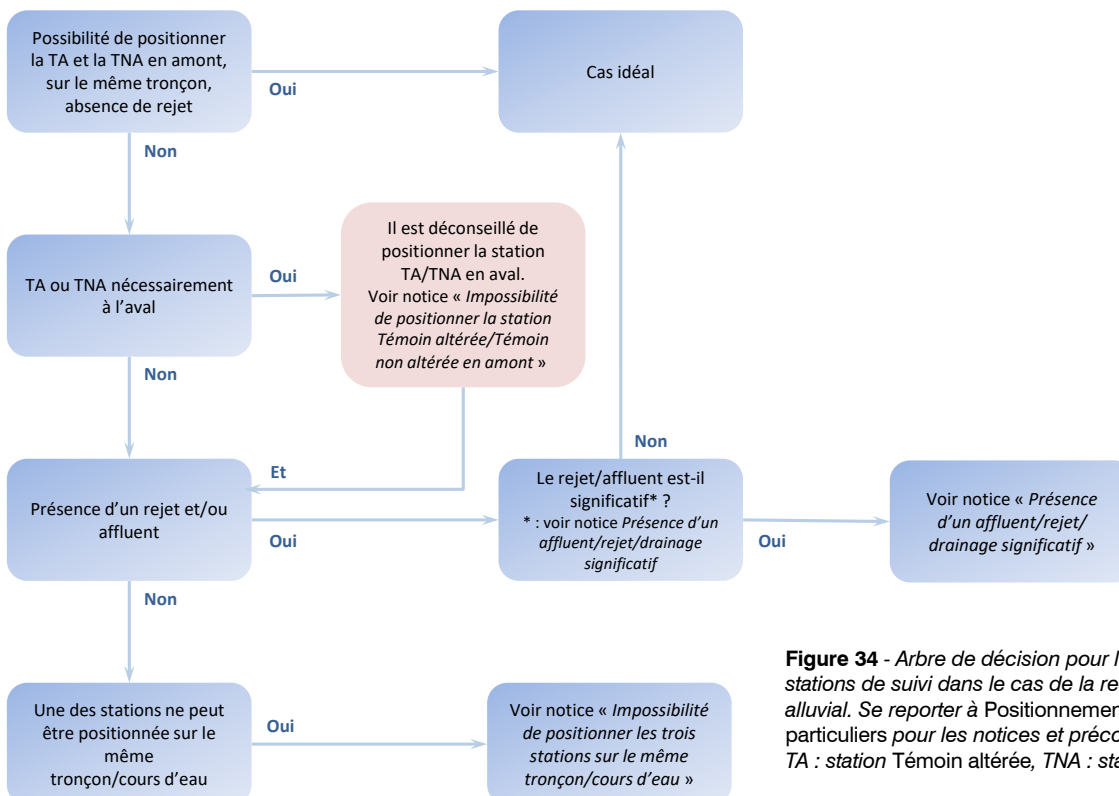 Possibilité de positionner
la TA et la TNA en amont,
sur le même tronçon,
absence de rejet
Oui
Cas idéal
Non
TA ou TNA nécessairement
à l’aval
Oui
Il est déconseillé de
positionner la station
TA/TNA en aval.
Voir notice « Impossibilité
de positionner la station
Témoin altérée/Témoin
non altérée en amont »
Non
Et
Non
Présence d’un rejet et/ou
affluent
Oui
Le rejet/affluent est-il
significatif* ?
* : voir notice Présence d’un
affluent/rejet/drainage
significatif
Oui
Voir notice « Présence
d’un affluent/rejet/
drainage significatif »
Non
Une des stations ne peut
être positionnée sur le
même
tronçon/cours d’eau
Oui
Voir notice « Impossibilité
de positionner les trois
stations sur le même
tronçon/cours d’eau »
Figure 34 - Arbre de décision pour
stations de suivi dans le cas de la
alluvial. Se reporter à
particuliers pour les notices et
TA : station Témoin altérée, TNA :